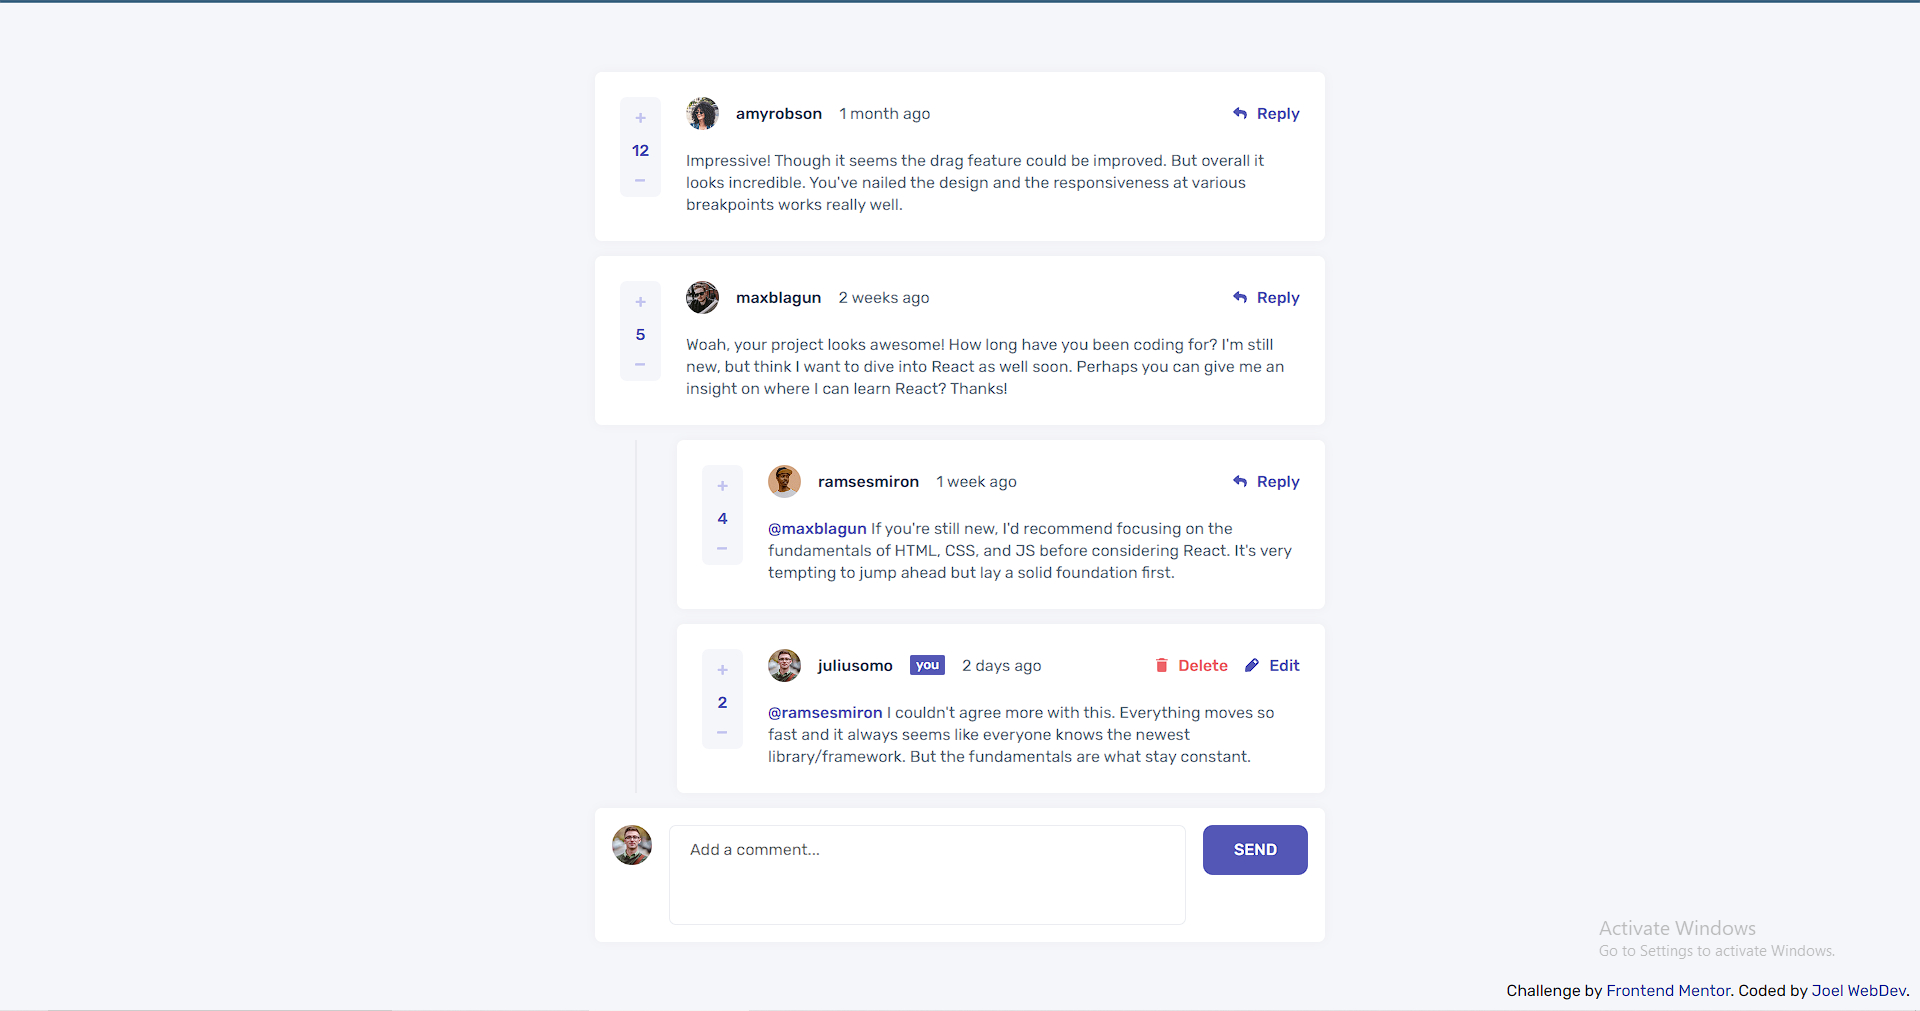 amyrobson 1 month ago Reply
+
12
−
Impressive! Though it seems the drag feature could be improved. But overall it
looks incredible. You've nailed the design and the responsiveness at various
breakpoints works really well.
maxblagun 2 weeks ago Reply
+
5
−
Woah, your project looks awesome! How long have you been coding for? I'm still
new, but think I want to dive into React as well soon. Perhaps you can give me an
insight on where I can learn React? Thanks!
ramsesmiron 1 week ago Reply
+
4
−
@maxblagun If you're still new, I'd recommend focusing on the
fundamentals of HTML, CSS, and JS before considering React. It's very
tempting to jump ahead but lay a solid foundation first.
juliusomo you 2 days ago Delete Edit
+
2
−
@ramsesmiron I couldn't agree more with this. Everything moves so
fast and it always seems like everyone knows the newest
library/framework. But the fundamentals are what stay constant.
Add a comment...
SEND
Activate Windows
Go to Settings to activate Windows.
Challenge by Frontend Mentor. Coded by Joel WebDev.